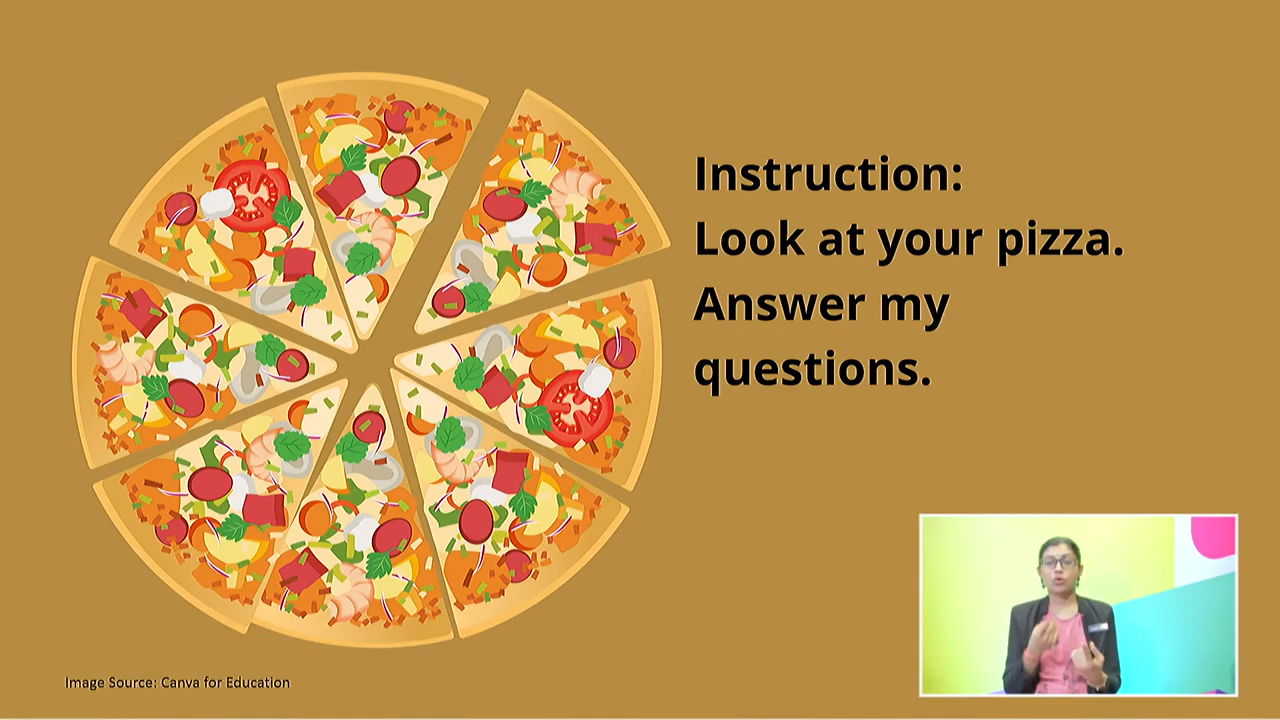 Instruction:
Look at your pizza.
Answer my
questions.
Image Source: Canva for Education